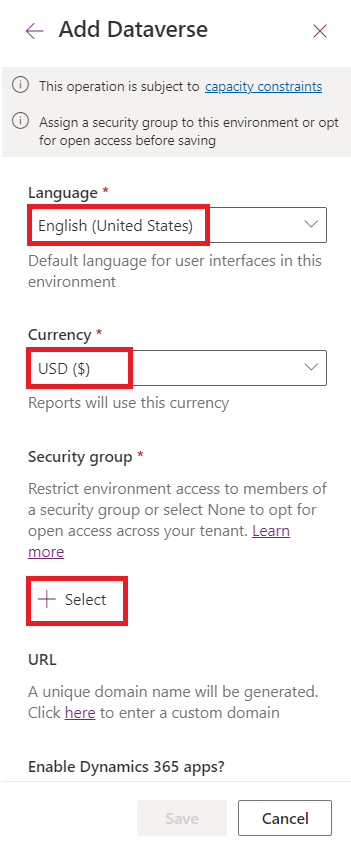 Add Dataverse
This operation is subject to capacity constraints
Assign a security group to this environment or opt
for open access before saving
Language *
English (United States)
Default language for user interfaces in this
environment
Currency *
USD ($)
Reports will use this currency
Security group *
Restrict environment access to members of
a security group or select None to opt for
open access across your tenant. Learn
more
Select
URL
A unique domain name will be generated.
Click here to enter a custom domain
Enable Dynamics 365 apps?
Save Cancel